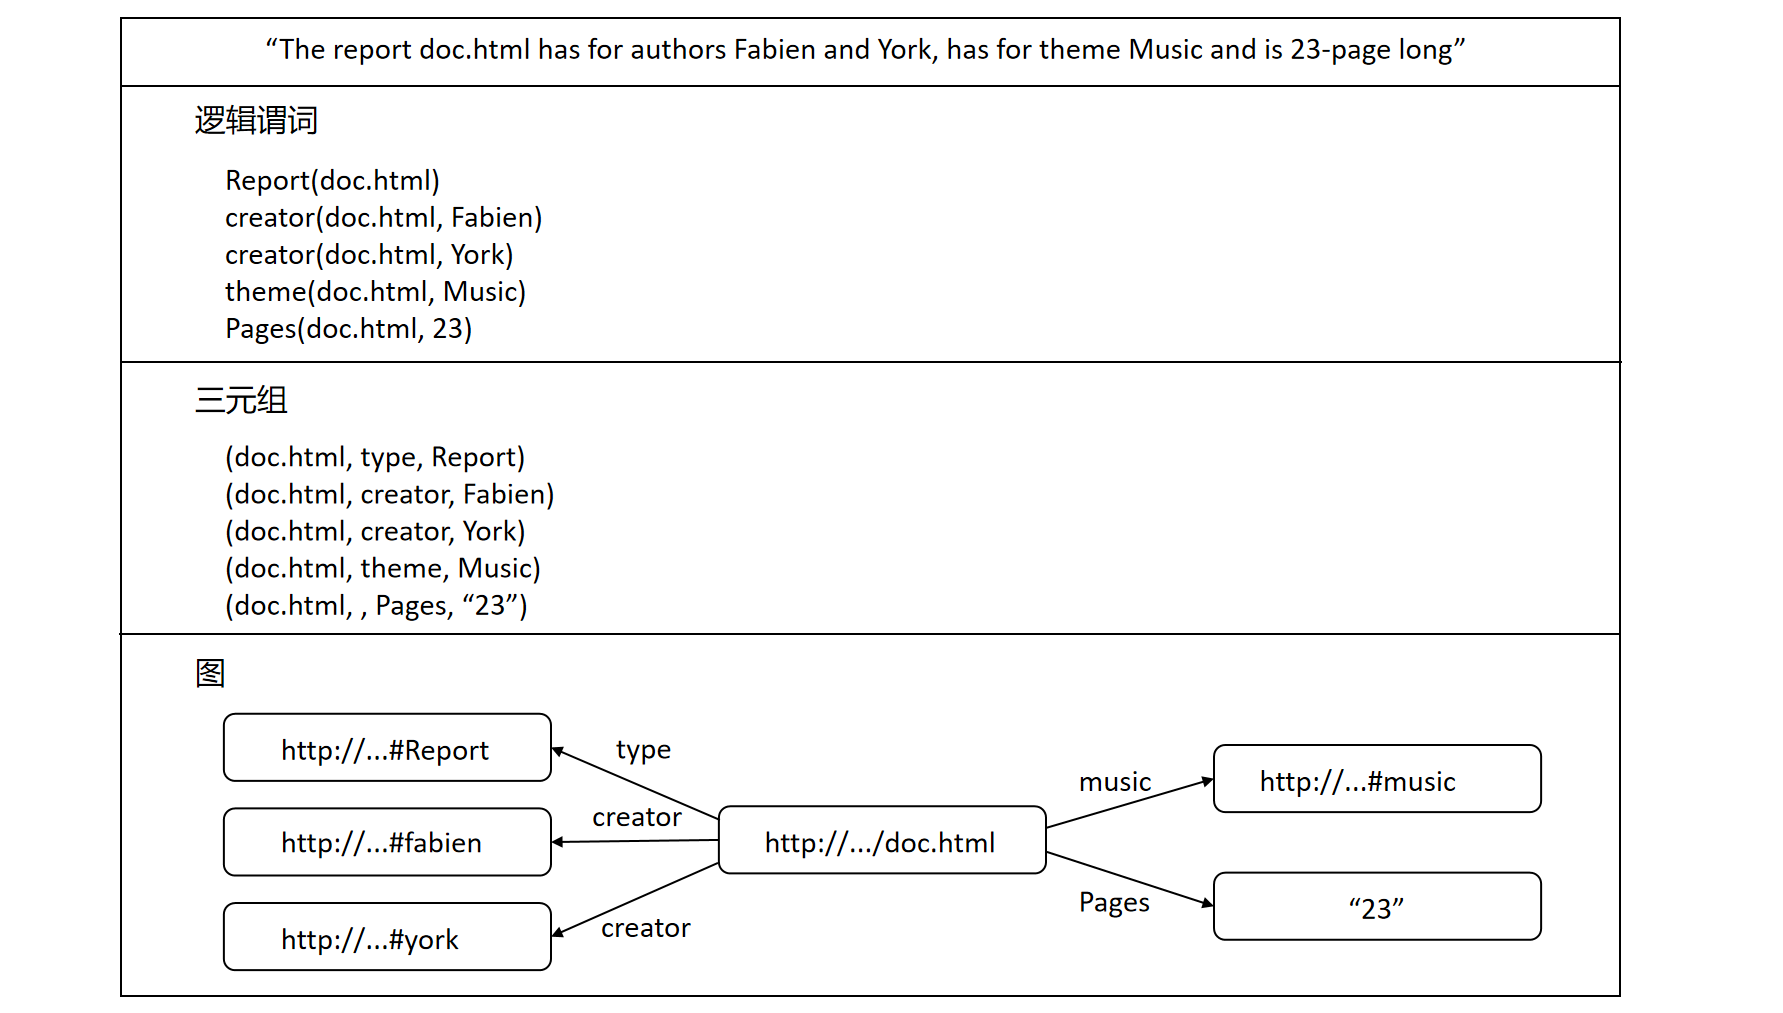 “The report doc.html has for authors Fabien and York, has for theme Music and is 23-page long”
逻辑谓词
Report(doc.html)
creator(doc.html, Fabien)
creator(doc.html, York)
theme(doc.html, Music)
Pages(doc.html, 23)
三元组
(doc.html, type, Report)
(doc.html, creator, Fabien)
(doc.html, creator, York)
(doc.html, theme, Music)
(doc.html, , Pages, “23”)
图
http://...#Report
type
music
http://...#music
http://...#fabien
creator
http://.../doc.html
Pages
“23”
http://...#york
creator